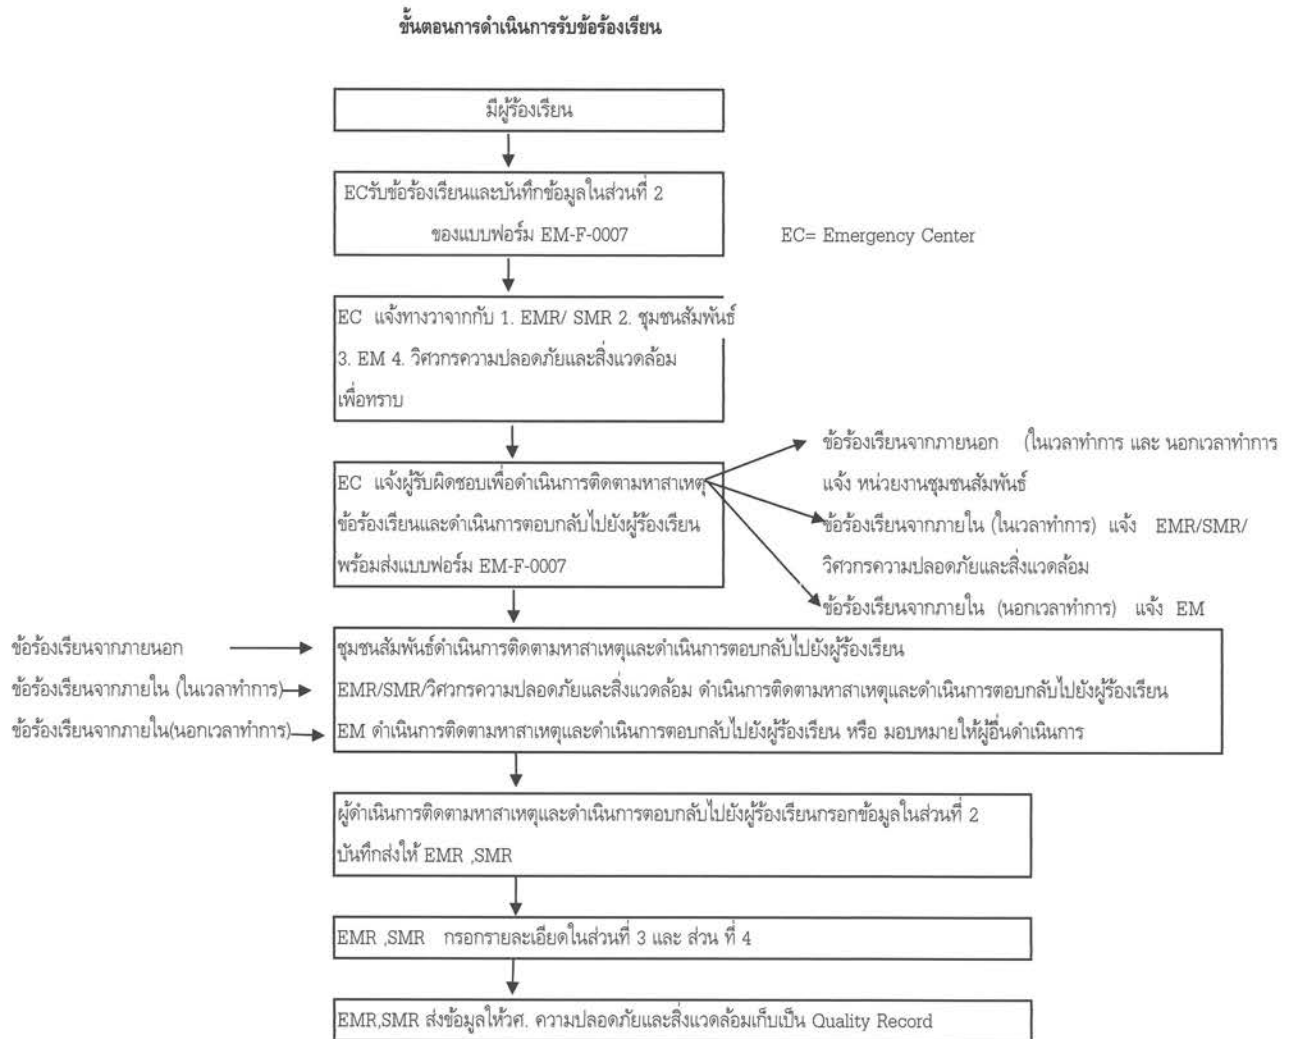 ขั้นตอนการดำเนินการรับข้อร้องเรียน
มีผู้ร้องเรียน
ECรับข้อร้องเรียนและบันทึกข้อมูลในส่วนที่ 2
ของแบบฟอร์ม EM-F-0007
EC= Emergency Center
EC แจ้งทางวาจากับ 1. EMR/ SMR 2. ชุมชนสัมพันธ์
3. EM 4. วิศวกรความปลอดภัยและสิ่งแวดล้อม
เพื่อทราบ
EC แจ้งผู้รับผิดชอบเพื่อดำเนินการติดตามหาสาเหตุ
ข้อร้องเรียนและดำเนินการตอบกลับไปยังผู้ร้องเรียน
พร้อมส่งแบบฟอร์ม EM-F-0007
ข้อร้องเรียนจากภายนอก (ในเวลาทำการ และ นอกเวลาทำการ
แจ้ง หน่วยงานชุมชนสัมพันธ์
ข้อร้องเรียนจากภายใน (ในเวลาทำการ) แจ้ง EMR/SMR/
วิศวกรความปลอดภัยและสิ่งแวดล้อม
ข้อร้องเรียนจากภายใน (นอกเวลาทำการ) แจ้ง EM
ข้อร้องเรียนจากภายนอก
ชุมชนสัมพันธ์ดำเนินการติดตามหาสาเหตุและดำเนินการตอบกลับไปยังผู้ร้องเรียน
ข้อร้องเรียนจากภายใน (ในเวลาทำการ)
EMR/SMR/วิศวกรความปลอดภัยและสิ่งแวดล้อม ดำเนินการติดตามหาสาเหตุและดำเนินการตอบกลับไปยังผู้ร้องเรียน
ข้อร้องเรียนจากภายใน(นอกเวลาทำการ)
EM ดำเนินการติดตามหาสาเหตุและดำเนินการตอบกลับไปยังผู้ร้องเรียน หรือ มอบหมายให้ผู้อื่นดำเนินการ
ผู้ดำเนินการติดตามหาสาเหตุและดำเนินการตอบกลับไปยังผู้ร้องเรียนกรอกข้อมูลในส่วนที่ 2
บันทึกส่งให้ EMR ,SMR
EMR ,SMR กรอกรายละเอียดในส่วนที่ 3 และ ส่วน ที่ 4
EMR,SMR ส่งข้อมูลให้วศ. ความปลอดภัยและสิ่งแวดล้อมเก็บเป็น Quality Record